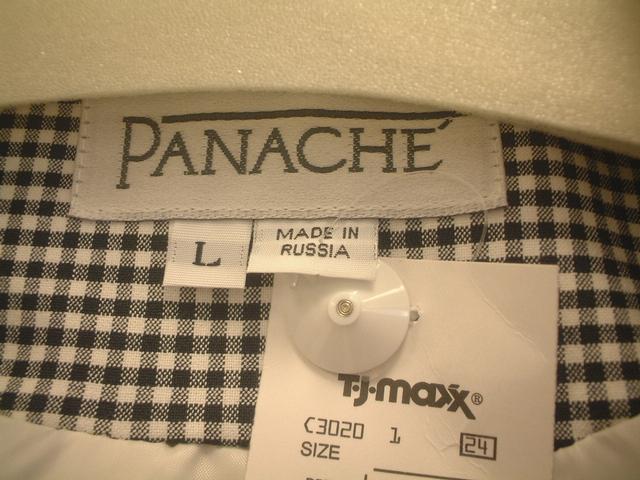 PANACHÉ
L
MADE IN
RUSSIA
T·J·maxx®
C3020 1 24
SIZE